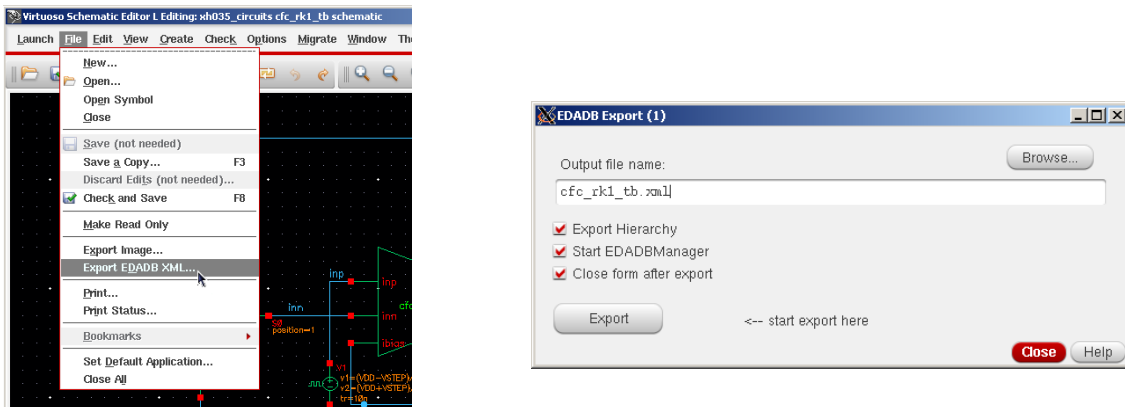 Virtuoso Schematic Editor L Editing: xh035_circuits cfc_rk1_tb schematic
Launch File Edit View Create Check Options Migrate Window
New...
Open...
Open Symbol
Close
Save (not needed)
Save a Copy... F3
Discard Edits (not needed)...
Check and Save F8
Make Read Only
Export Image...
Export EDADB XML...
Print...
Print Status...
Bookmarks
Set Default Application...
Close All
inp
inp
inn
inn
S0
position=1
ibias
V1
v1=(VDD-VSTEP)
v2=(VDD+VSTEP)
tr=10n
EDADB Export (1)
Output file name:
Browse...
cfc_rk1_tb.xml
Export Hierarchy
Start EDADBManager
Close form after export
Export <-- start export here
Close Help